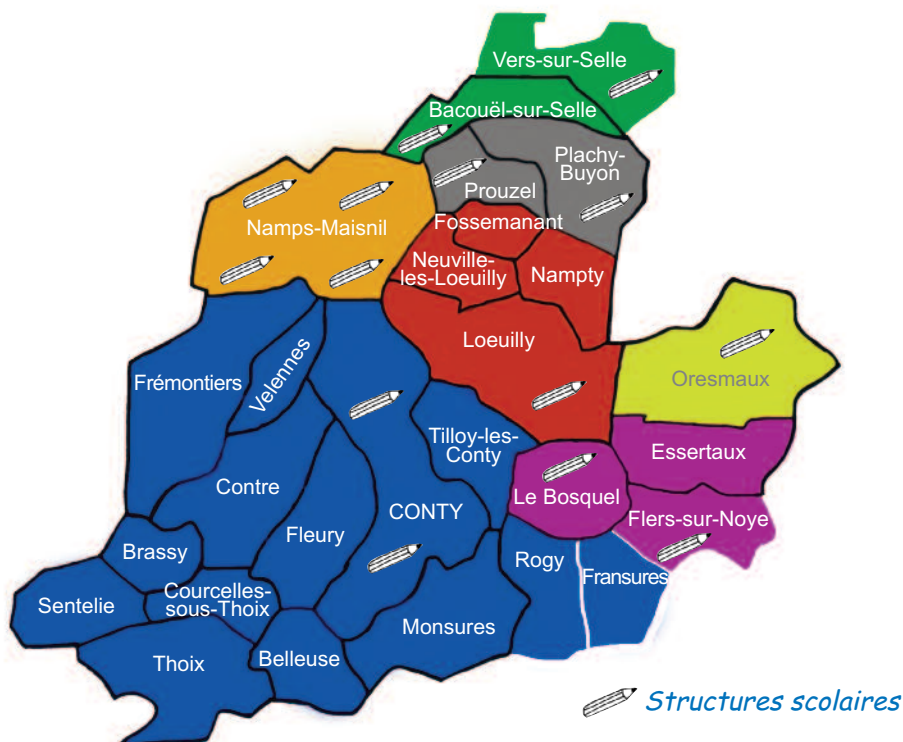 Vers-sur-Selle
Bacouël-sur-Selle
Plachy-
Buyon
Prouzel
Namps-Maisnil
Fossemanant
Neuville-
les-Loeuilly
Nampty
Loeuilly
Frémontiers
Velennes
Oresmaux
Tilloy-les-
Conty
Essertaux
Contre
Le Bosquel
CONTY
Flers-sur-Noye
Fleury
Brassy
Rogy
Fransures
Courcelles-
sous-Thoix
Sentelie
Monsures
Thoix
Belleuse
Structures scolaires